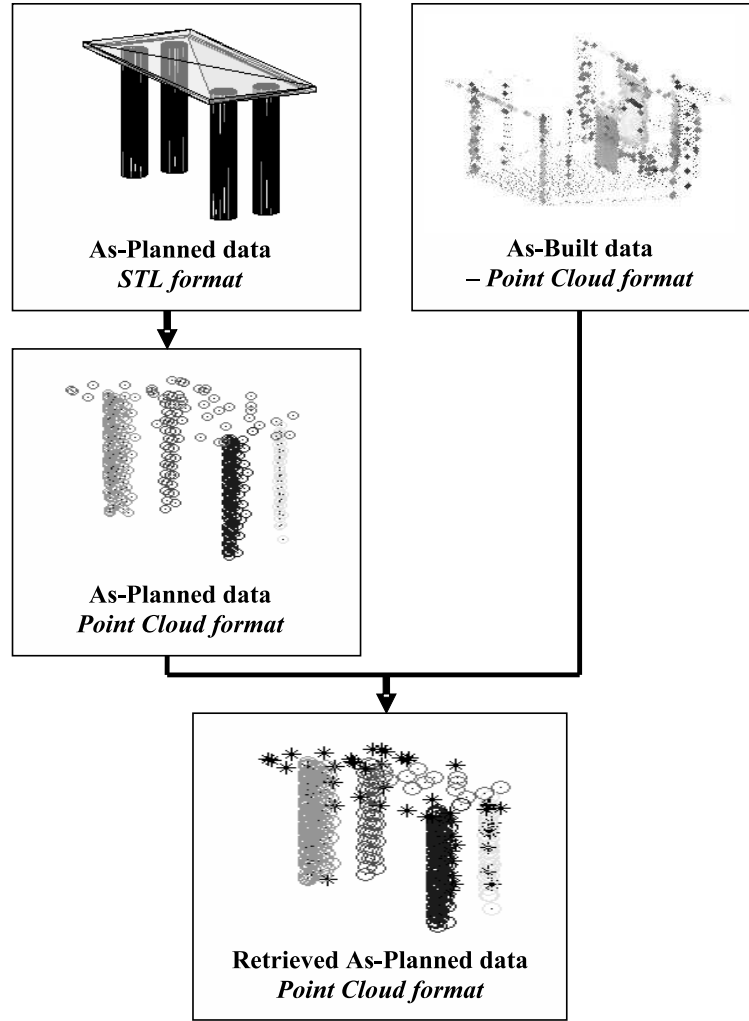 As-Planned data
STL format
As-Built data
– Point Cloud format
As-Planned data
Point Cloud format
Retrieved As-Planned data
Point Cloud format